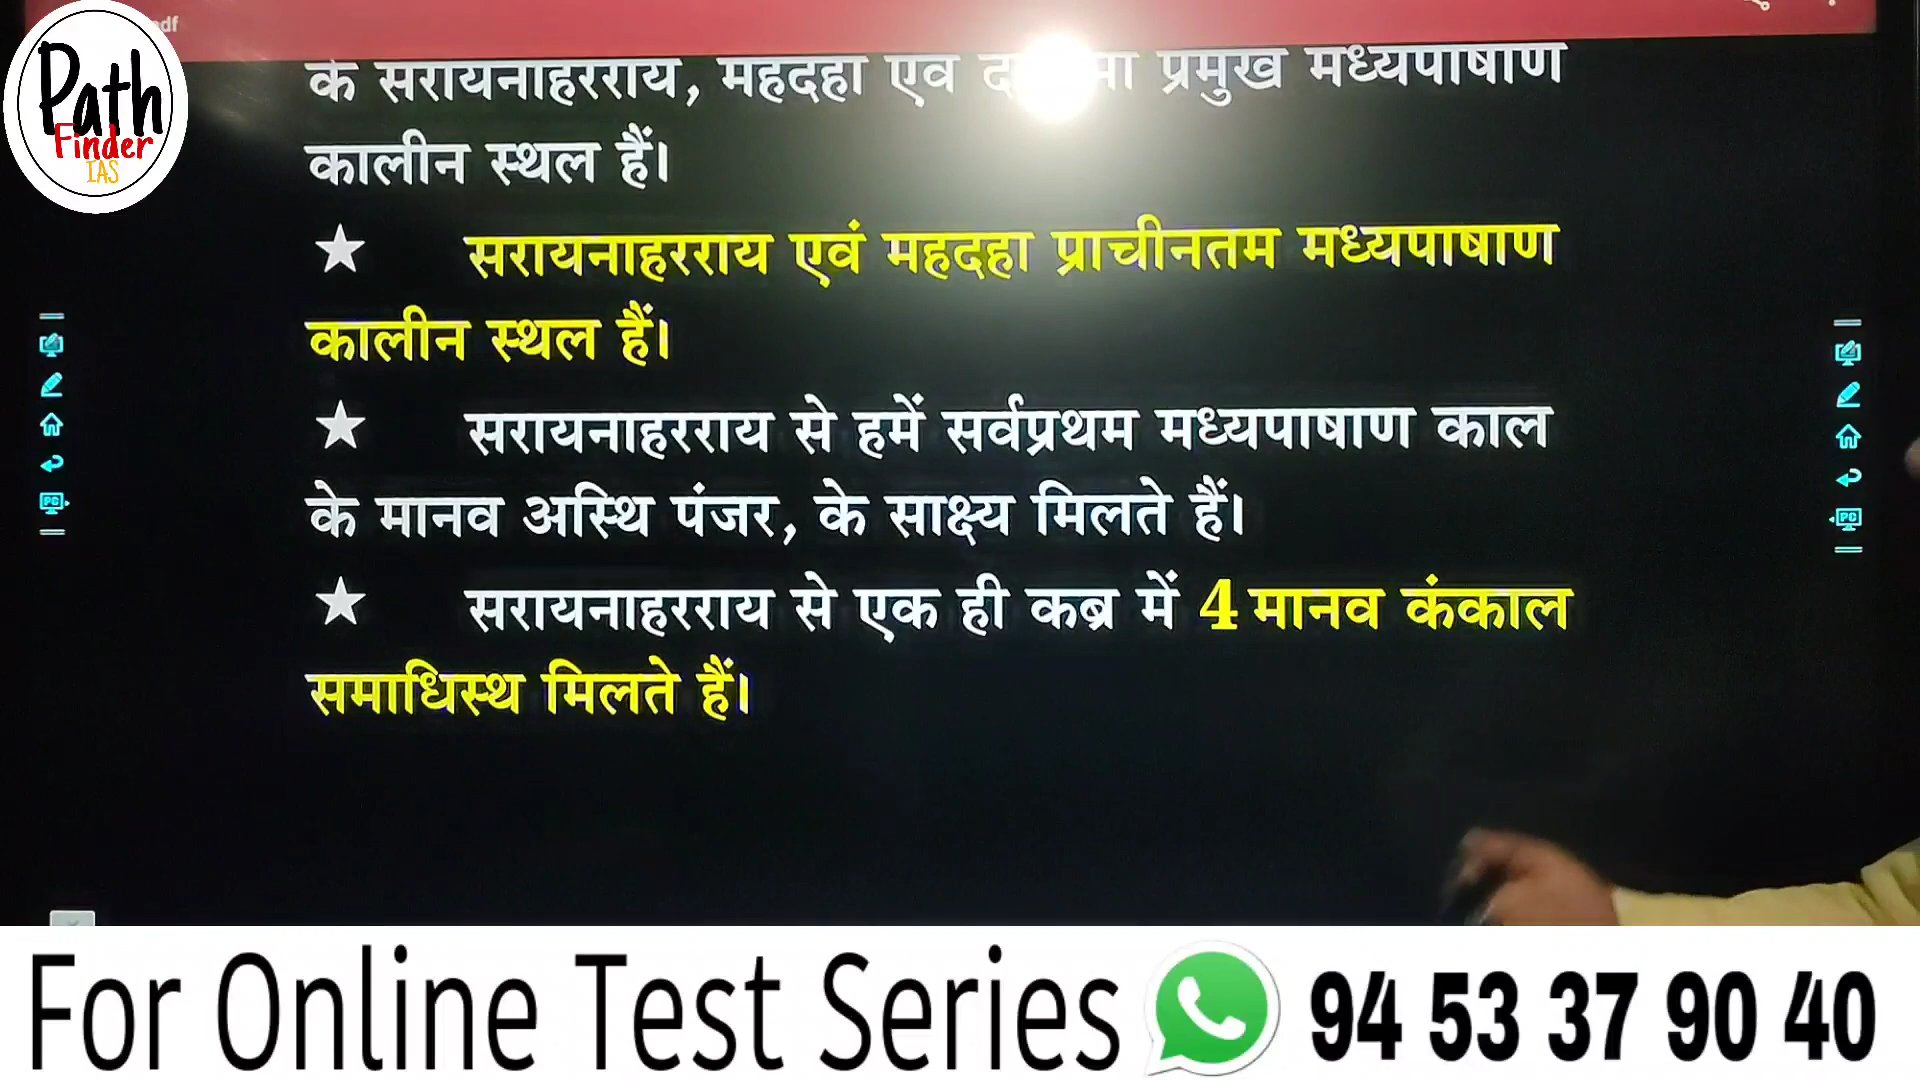 Path
Finder
IAS
df
के सरायनाहरराय, महदहा एवं प्रमुख मध्यपाषाण
कालीन स्थल हैं।
★ सरायनाहरराय एवं महदहा प्राचीनतम मध्यपाषाण
कालीन स्थल हैं।
★ सरायनाहरराय से हमें सर्वप्रथम मध्यपाषाण काल
के मानव अस्थि पंजर, के साक्ष्य मिलते हैं।
★ सरायनाहरराय से एक ही कब्र में 4 मानव कंकाल
समाधिस्थ मिलते हैं।
For Online Test Series 94 53 37 90 40